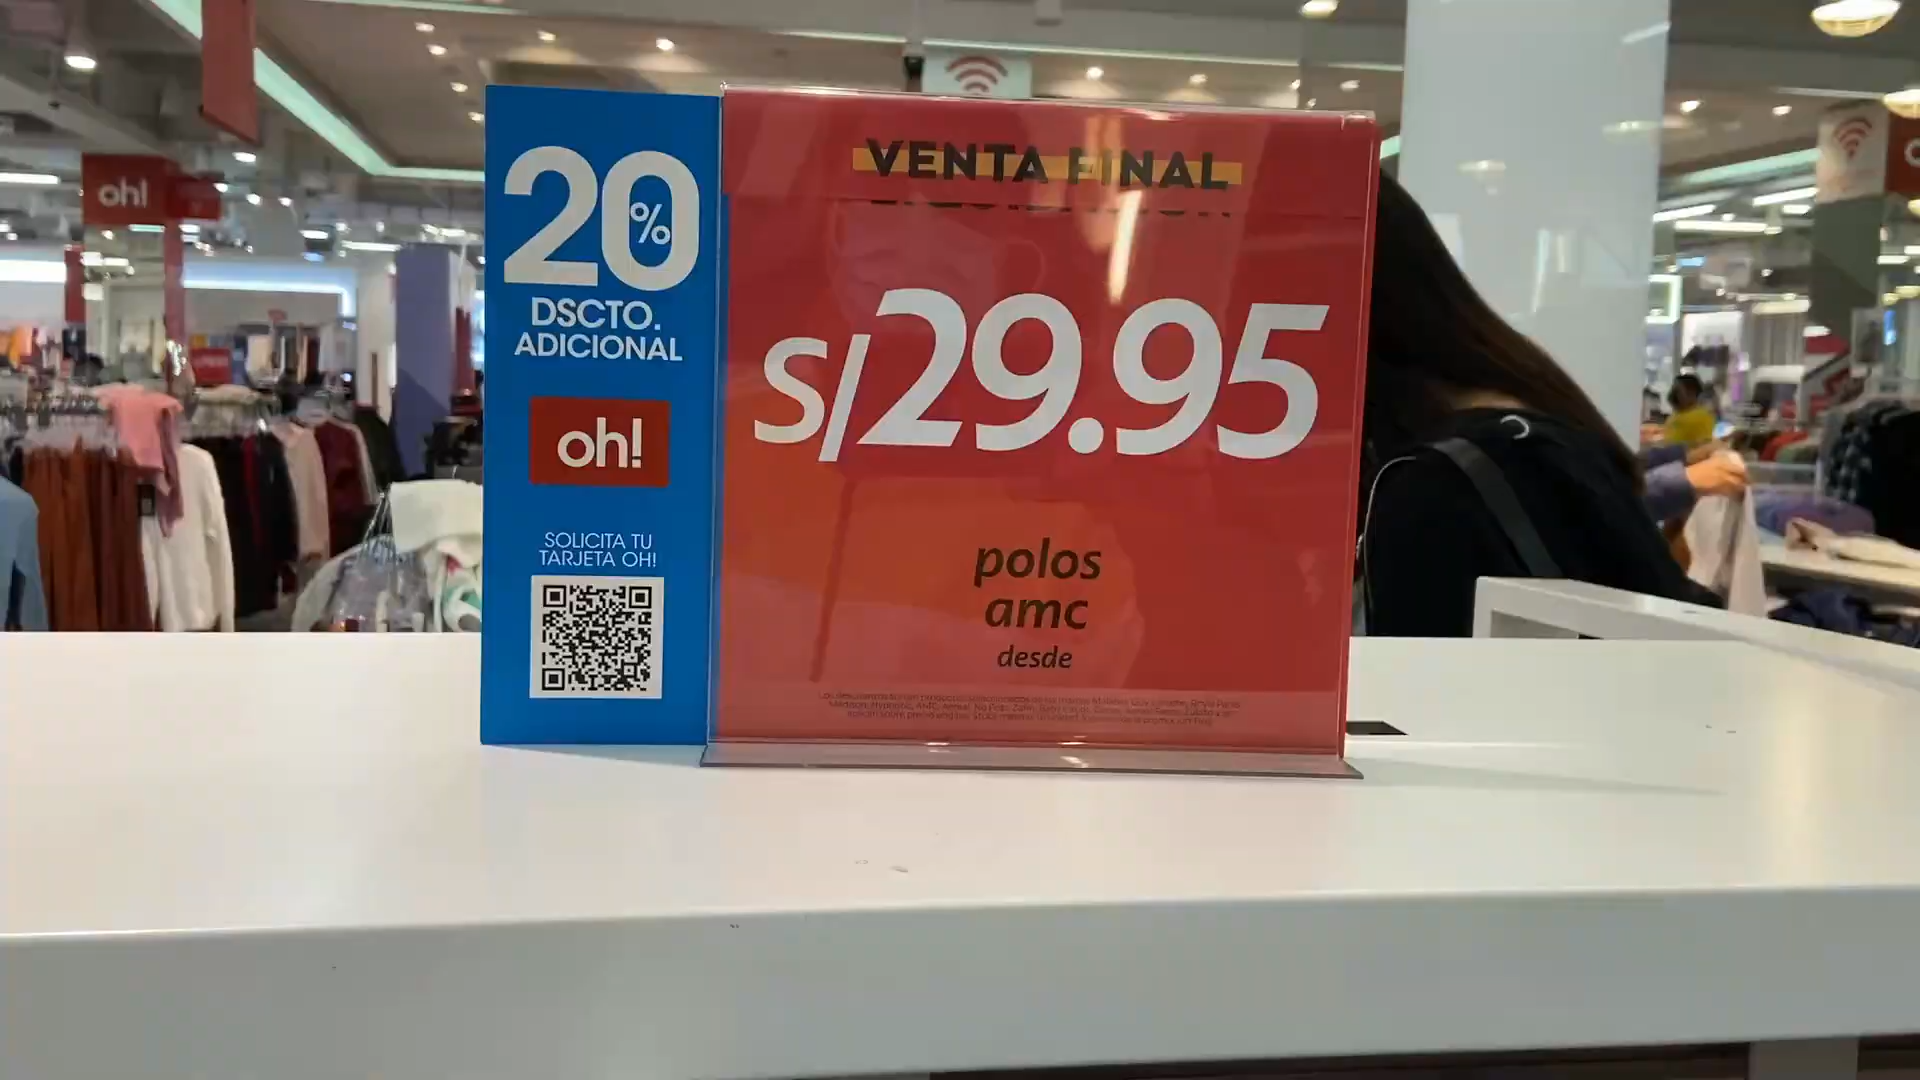 oh!
20%
DSCTO.
ADICIONAL
oh!
SOLICITA TU
TARJETA OH!
VENTA FINAL
S/29.95
polos
amc
desde